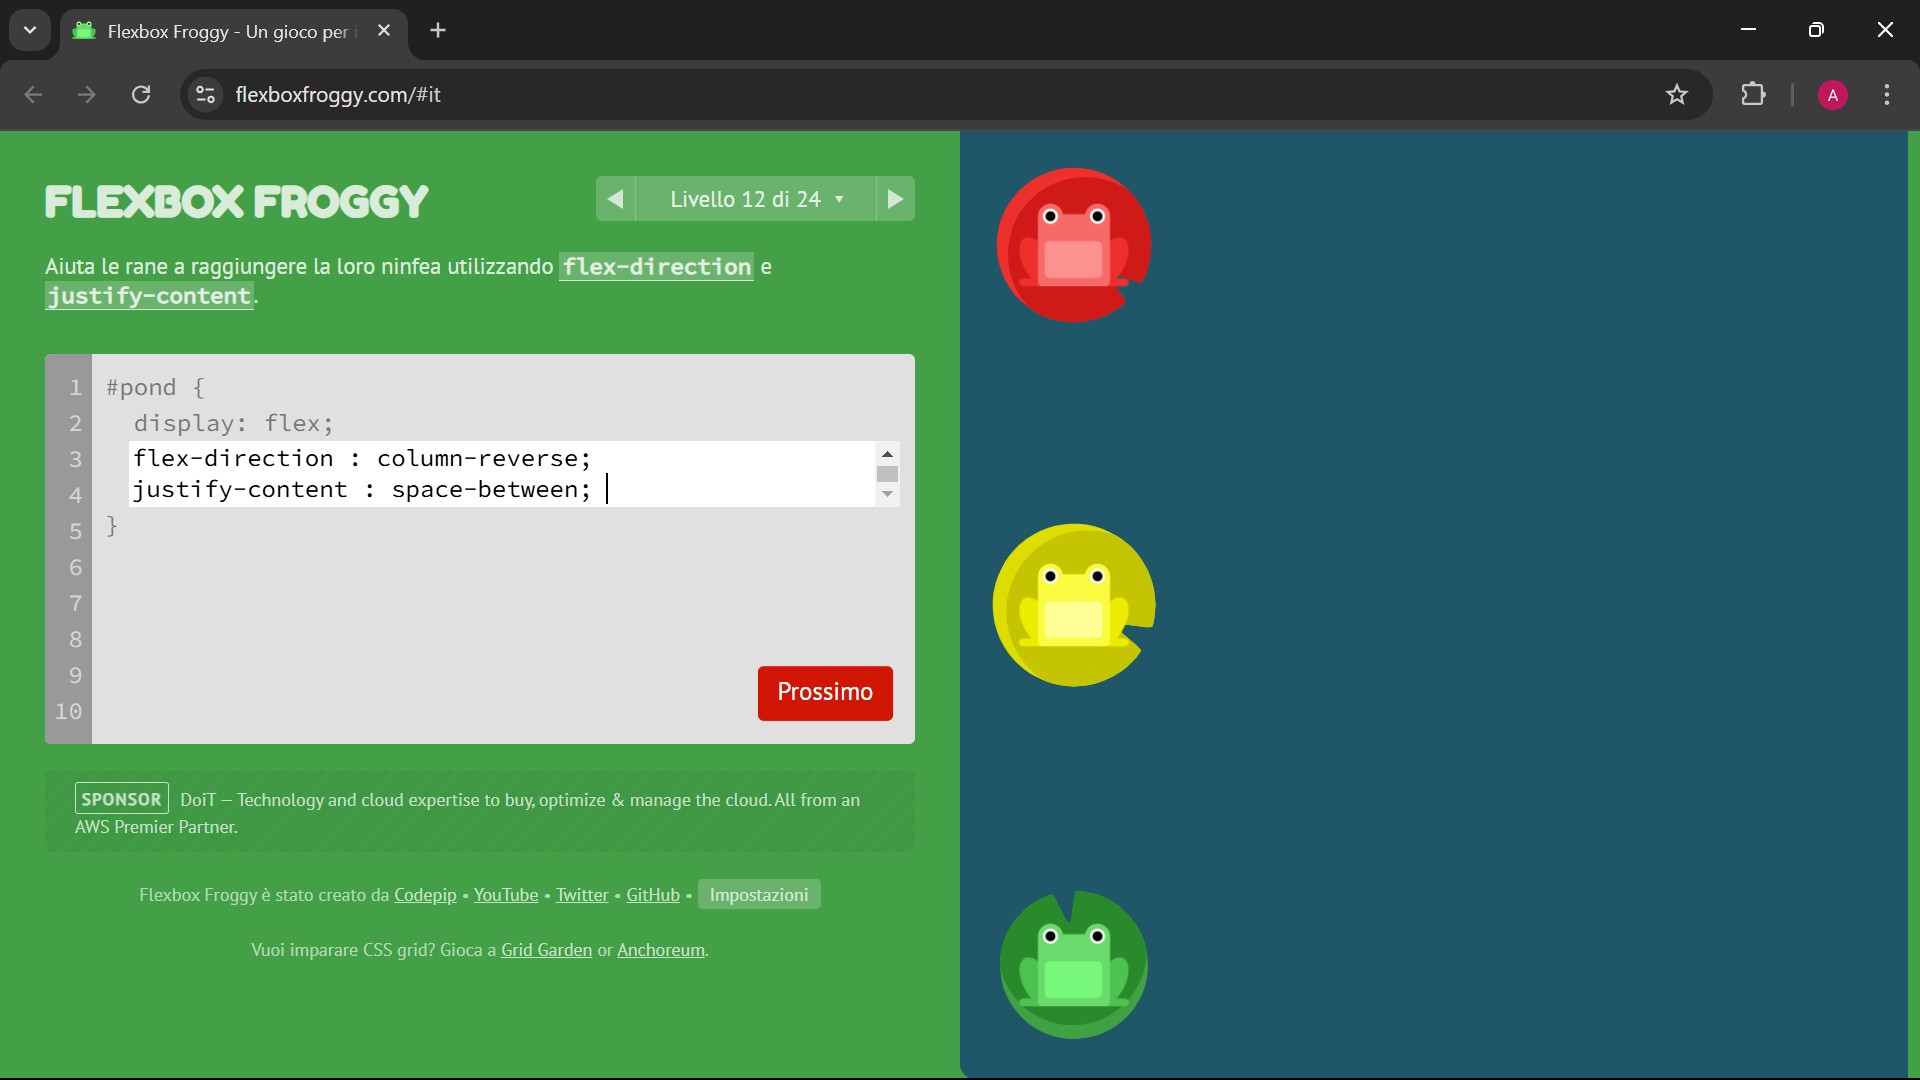 Flexbox Froggy - Un gioco per i
flexboxfroggy.com/#it
A
FLEXBOX FROGGY
Livello 12 di 24
Aiuta le rane a raggiungere la loro ninfea utilizzando flex-direction e
justify-content.
1 #pond {
2 display: flex;
3 flex-direction : column-reverse;
4 justify-content : space-between;
5 }
6
7
8
9
10
Prossimo
SPONSOR DoiT – Technology and cloud expertise to buy, optimize & manage the cloud. All from an
AWS Premier Partner.
Flexbox Froggy è stato creato da Codepip • YouTube • Twitter • GitHub • Impostazioni
Vuoi imparare CSS grid? Gioca a Grid Garden or Anchoreum.